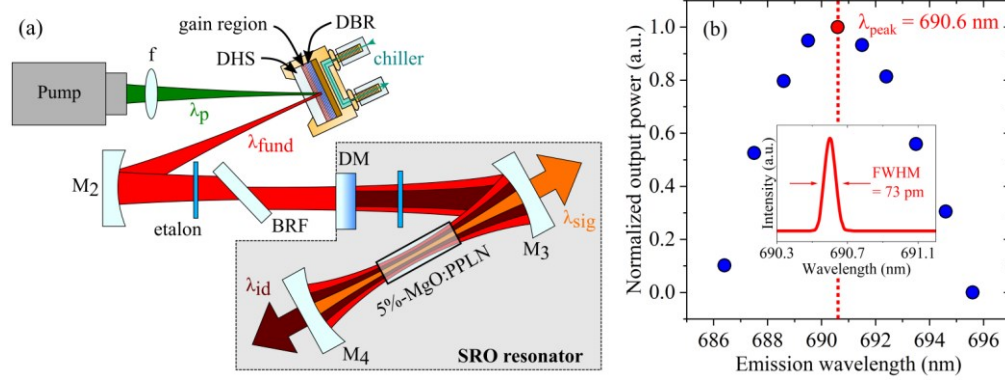 (a)
gain region
DBR
DHS
chiller
f
Pump
λp
λfund
M2
etalon
BRF
DM
M3
λsig
5%-MgO:PPLN
λid
M4
SRO resonator
(b)
λpeak = 690.6 nm
Normalized output power (a.u.)
1.0
0.8
0.6
0.4
0.2
0.0
686 688 690 692 694 696
Emission wavelength (nm)
Intensity (a.u.)
FWHM
= 73 pm
690.3 690.7 691.1
Wavelength (nm)